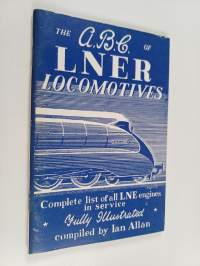 THE A.B.C. OF
LNER
LOCOMOTIVES
Complete list of all LNE engines
in service
Fully Illustrated
compiled by Ian Allan